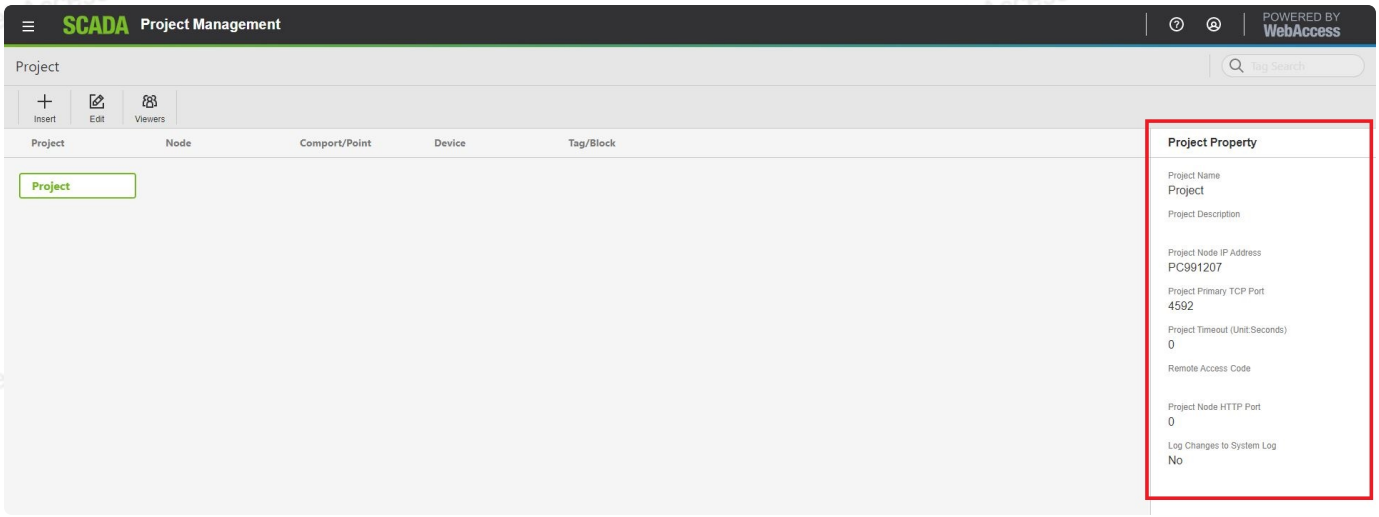 SCADA Project Management
POWERED BY
WebAccess
Project
Tag Search
Insert Edit Viewers
Project Node Comport/Point Device Tag/Block
Project
Project Property
Project Name
Project
Project Description
Project Node IP Address
PC991207
Project Primary TCP Port
4592
Project Timeout (Unit:Seconds)
0
Remote Access Code
Project Node HTTP Port
0
Log Changes to System Log
No